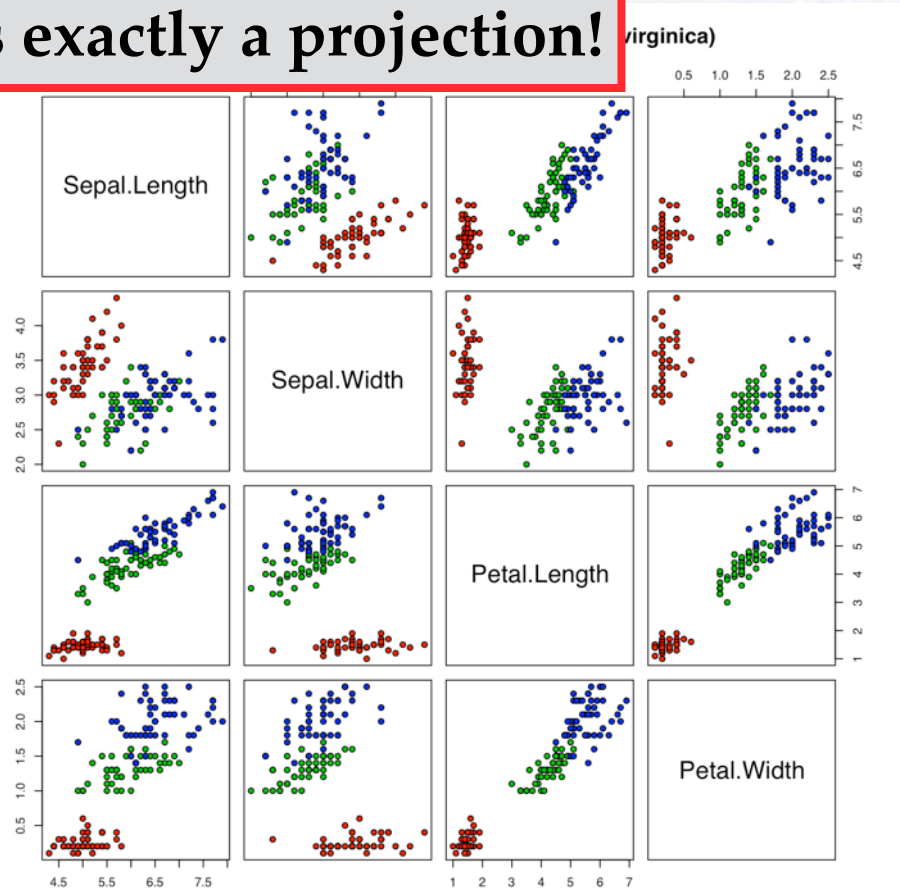 s exactly a projection!
virginica)
0.5 1.0 1.5 2.0 2.5
Sepal.Length
4.5 5.5 6.5 7.5
2.0 2.5 3.0 3.5 4.0
Sepal.Width
Petal.Length
1 2 3 4 5 6 7
0.5 1.0 1.5 2.0 2.5
Petal.Width
4.5 5.5 6.5 7.5
1 2 3 4 5 6 7